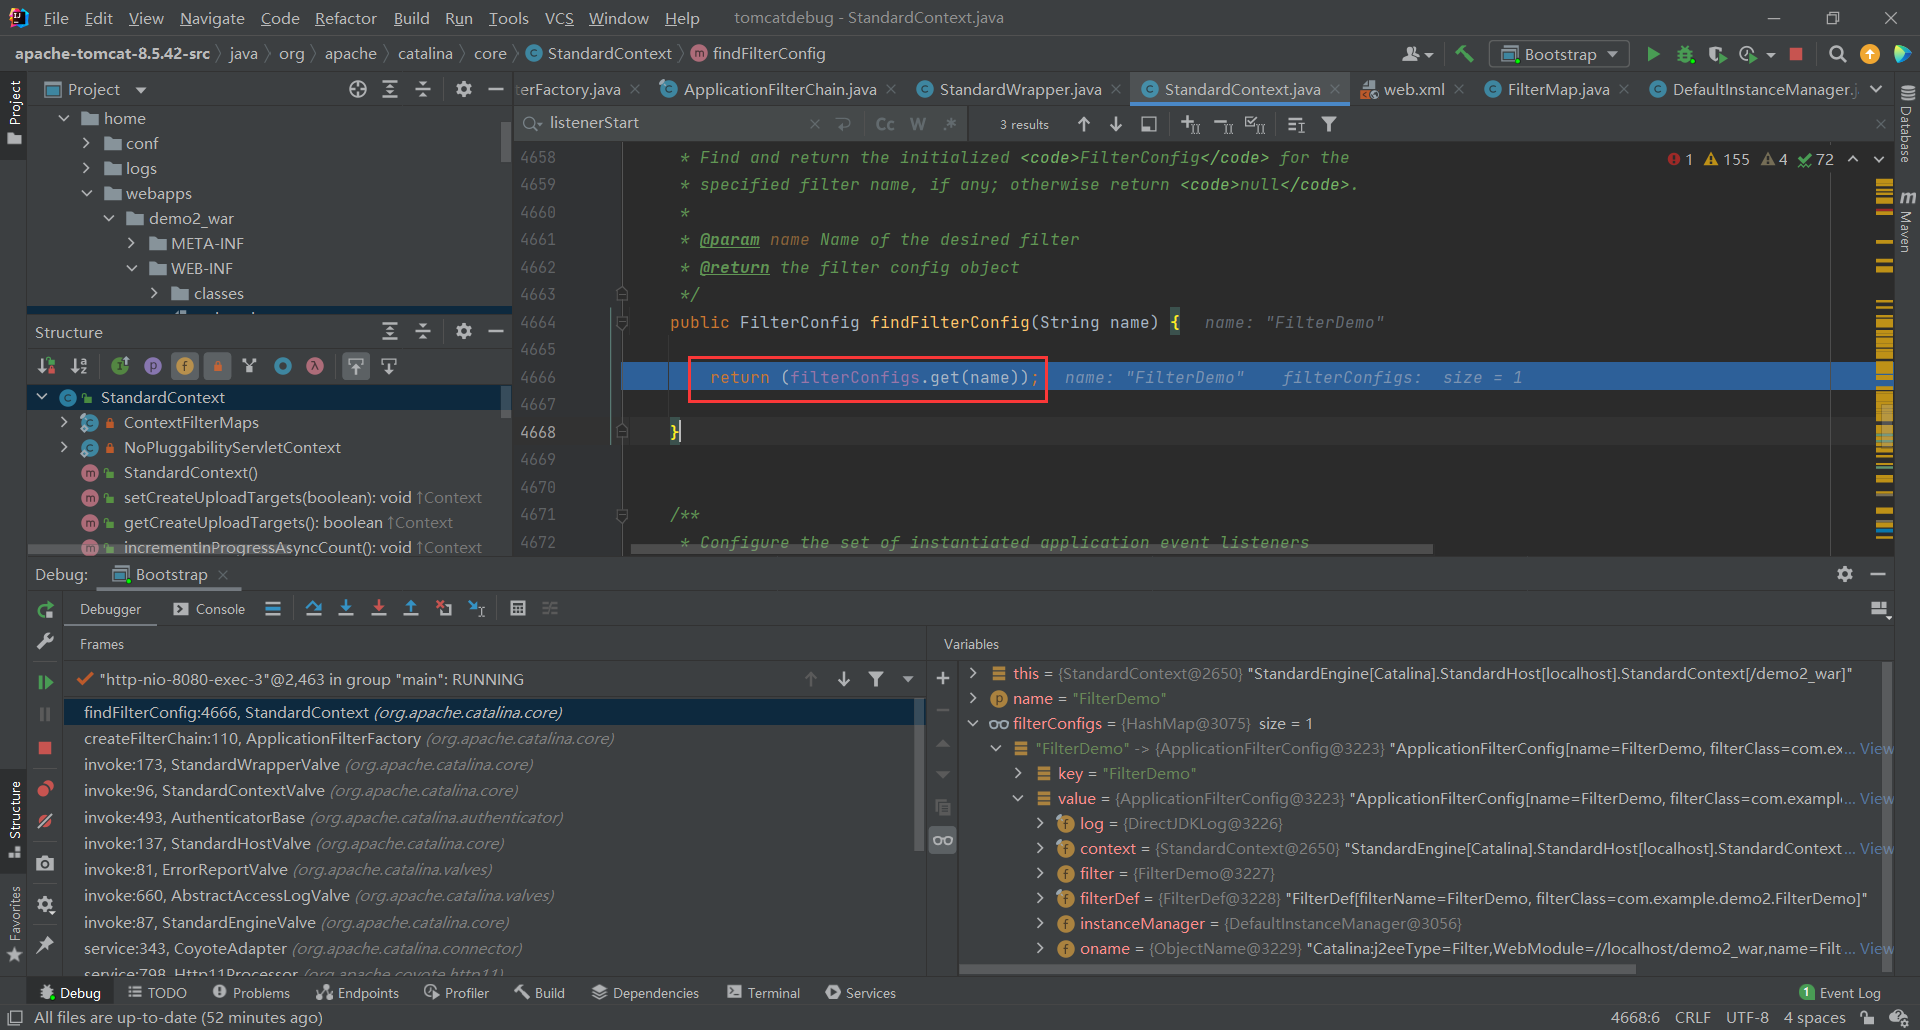 File Edit View Navigate Code Refactor Build Run Tools VCS Window Help tomcatdebug - StandardContext.java
apache-tomcat-8.5.42-src java org apache catalina core StandardContext findFilterConfig Bootstrap
Project
Project
home
conf
logs
webapps
demo2_war
META-INF
WEB-INF
classes
Structure
StandardContext
ContextFilterMaps
NoPluggabilityServletContext
StandardContext()
setCreateUploadTargets(boolean): void ↑Context
getCreateUploadTargets(): boolean ↑Context
incrementInProgressAsyncCount(): void ↑Context
terFactory.java ApplicationFilterChain.java StandardWrapper.java StandardContext.java web.xml FilterMap.java DefaultInstanceManager.j
listenerStart Cc W .* 3 results
1 155 4 72
4658 * Find and return the initialized <code>FilterConfig</code> for the
4659 * specified filter name, if any; otherwise return <code>null</code>.
4660 *
4661 * @param name Name of the desired filter
4662 * @return the filter config object
4663 */
4664 public FilterConfig findFilterConfig(String name) { name: "FilterDemo"
4665
4666 return (filterConfigs.get(name)); name: "FilterDemo" filterConfigs: size = 1
4667
4668 }
4669
4670
4671 /**
4672 * Configure the set of instantiated application event listeners
Database
Maven
Debug: Bootstrap
Debugger Console
Frames
"http-nio-8080-exec-3"@2,463 in group "main": RUNNING
findFilterConfig:4666, StandardContext (org.apache.catalina.core)
createFilterChain:110, ApplicationFilterFactory (org.apache.catalina.core)
invoke:173, StandardWrapperValve (org.apache.catalina.core)
invoke:96, StandardContextValve (org.apache.catalina.core)
invoke:493, AuthenticatorBase (org.apache.catalina.authenticator)
invoke:137, StandardHostValve (org.apache.catalina.core)
invoke:81, ErrorReportValve (org.apache.catalina.valves)
invoke:660, AbstractAccessLogValve (org.apache.catalina.valves)
invoke:87, StandardEngineValve (org.apache.catalina.core)
service:343, CoyoteAdapter (org.apache.catalina.connector)
service:798, Http11Processor (org.apache.coyote.http11)
Variables
this = {StandardContext@2650} "StandardEngine[Catalina].StandardHost[localhost].StandardContext[/demo2_war]"
name = "FilterDemo"
filterConfigs = {HashMap@3075} size = 1
"FilterDemo" -> {ApplicationFilterConfig@3223} "ApplicationFilterConfig[name=FilterDemo, filterClass=com.ex... View
key = "FilterDemo"
value = {ApplicationFilterConfig@3223} "ApplicationFilterConfig[name=FilterDemo, filterClass=com.example... View
log = {DirectJDKLog@3226}
context = {StandardContext@2650} "StandardEngine[Catalina].StandardHost[localhost].StandardContext... View
filter = {FilterDemo@3227}
filterDef = {FilterDef@3228} "FilterDef[filterName=FilterDemo, filterClass=com.example.demo2.FilterDemo]"
instanceManager = {DefaultInstanceManager@3056}
oname = {ObjectName@3229} "Catalina:j2eeType=Filter,WebModule=//localhost/demo2_war,name=Filt... View
Structure
Favorites
Debug TODO Problems Endpoints Profiler Build Dependencies Terminal Services 1 Event Log
All files are up-to-date (52 minutes ago) 4668:6 CRLF UTF-8 4 spaces